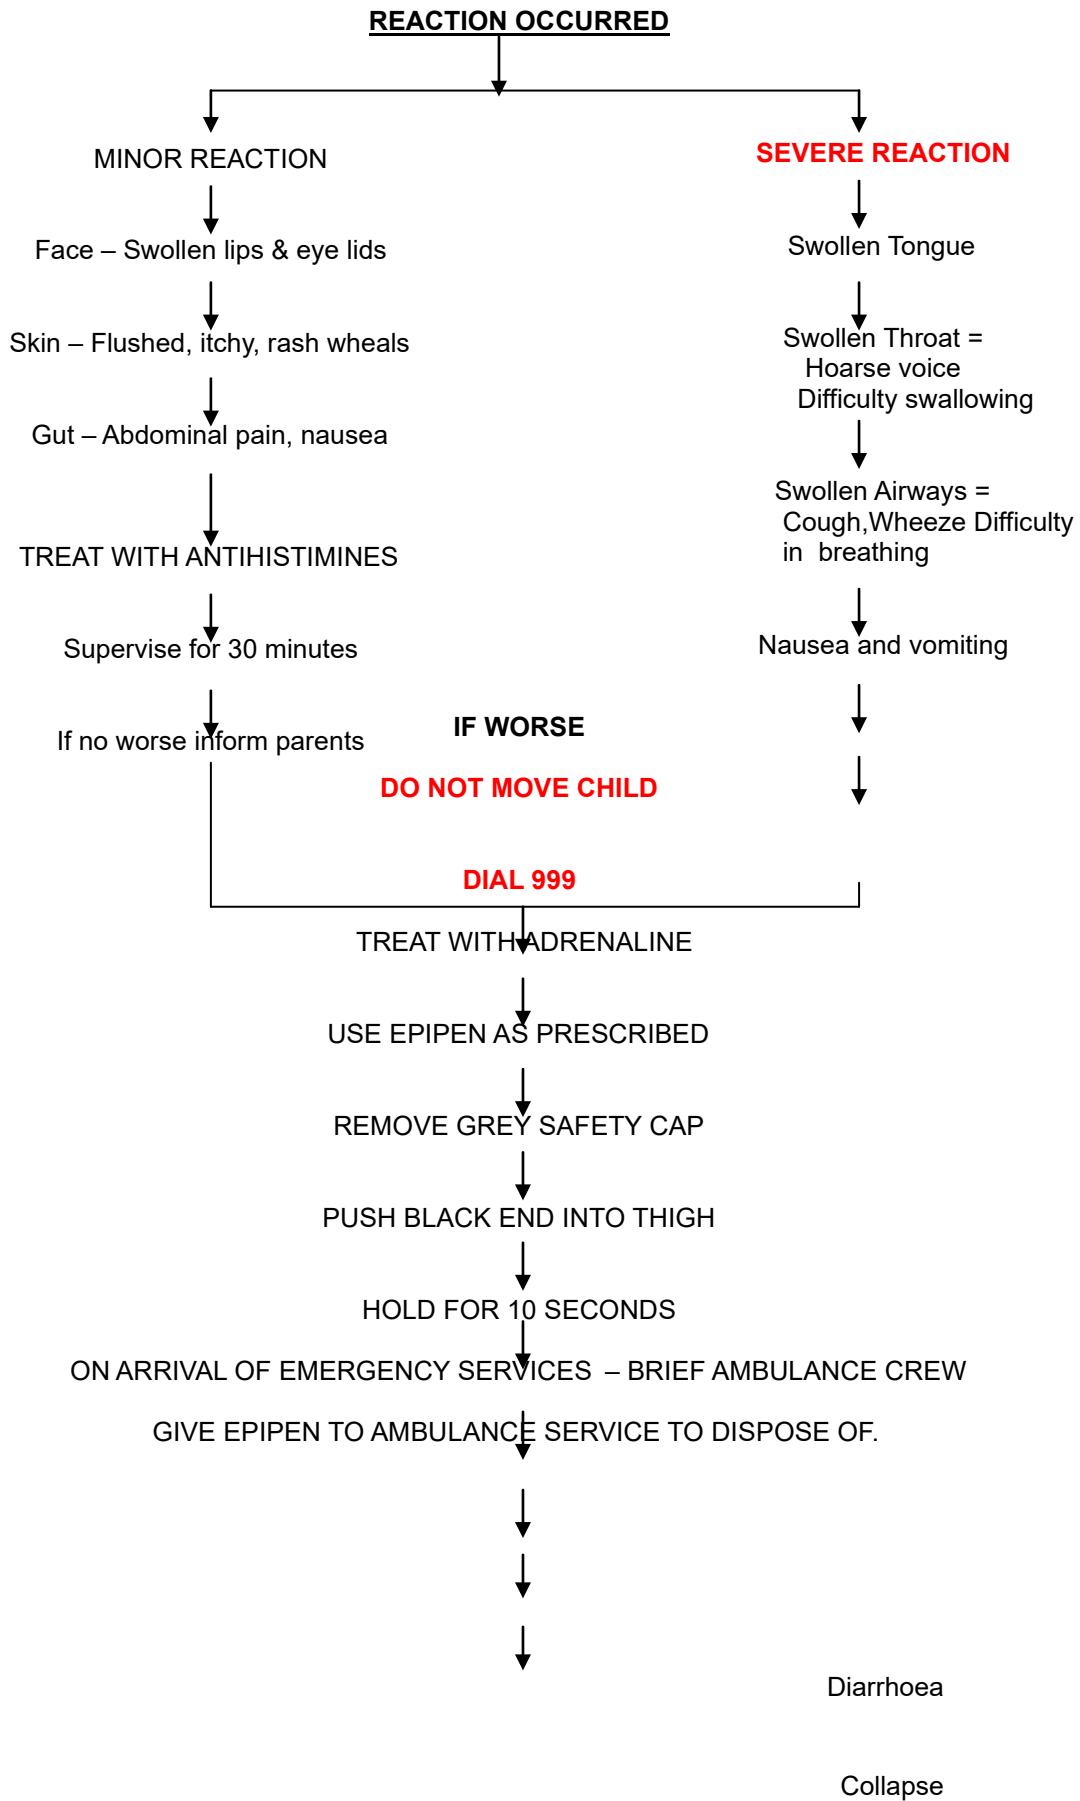 REACTION OCCURRED
MINOR REACTION
SEVERE REACTION
Face – Swollen lips & eye lids
Swollen Tongue
Skin – Flushed, itchy, rash wheals
Swollen Throat =
Hoarse voice
Difficulty swallowing
Gut – Abdominal pain, nausea
Swollen Airways =
Cough,Wheeze Difficulty
in breathing
TREAT WITH ANTIHISTIMINES
Supervise for 30 minutes
Nausea and vomiting
If no worse inform parents
IF WORSE
DO NOT MOVE CHILD
DIAL 999
TREAT WITH ADRENALINE
USE EPIPEN AS PRESCRIBED
REMOVE GREY SAFETY CAP
PUSH BLACK END INTO THIGH
HOLD FOR 10 SECONDS
ON ARRIVAL OF EMERGENCY SERVICES – BRIEF AMBULANCE CREW
GIVE EPIPEN TO AMBULANCE SERVICE TO DISPOSE OF.
Diarrhoea
Collapse